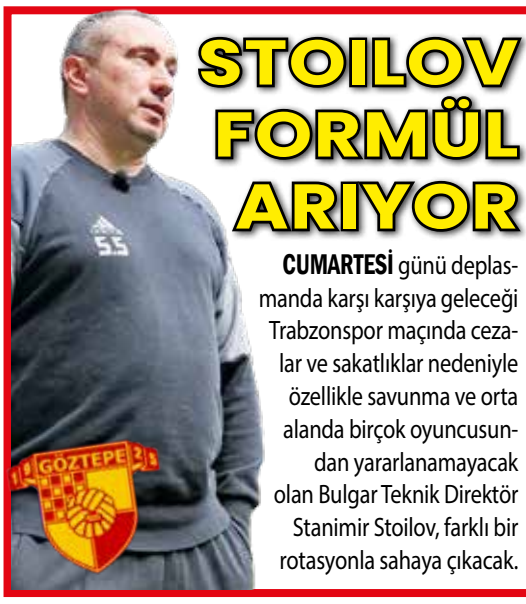 STOILOV
FORMÜL
ARIYOR
CUMARTESİ günü deplas-
manda karşı karşıya geleceği
Trabzonspor maçında ceza-
lar ve sakatlıklar nedeniyle
özellikle savunma ve orta
alanda birçok oyuncusun-
dan yararlanamayacak
olan Bulgar Teknik Direktör
Stanimir Stoilov, farklı bir
rotasyonla sahaya çıkacak.
S.S
GÖZTEPE